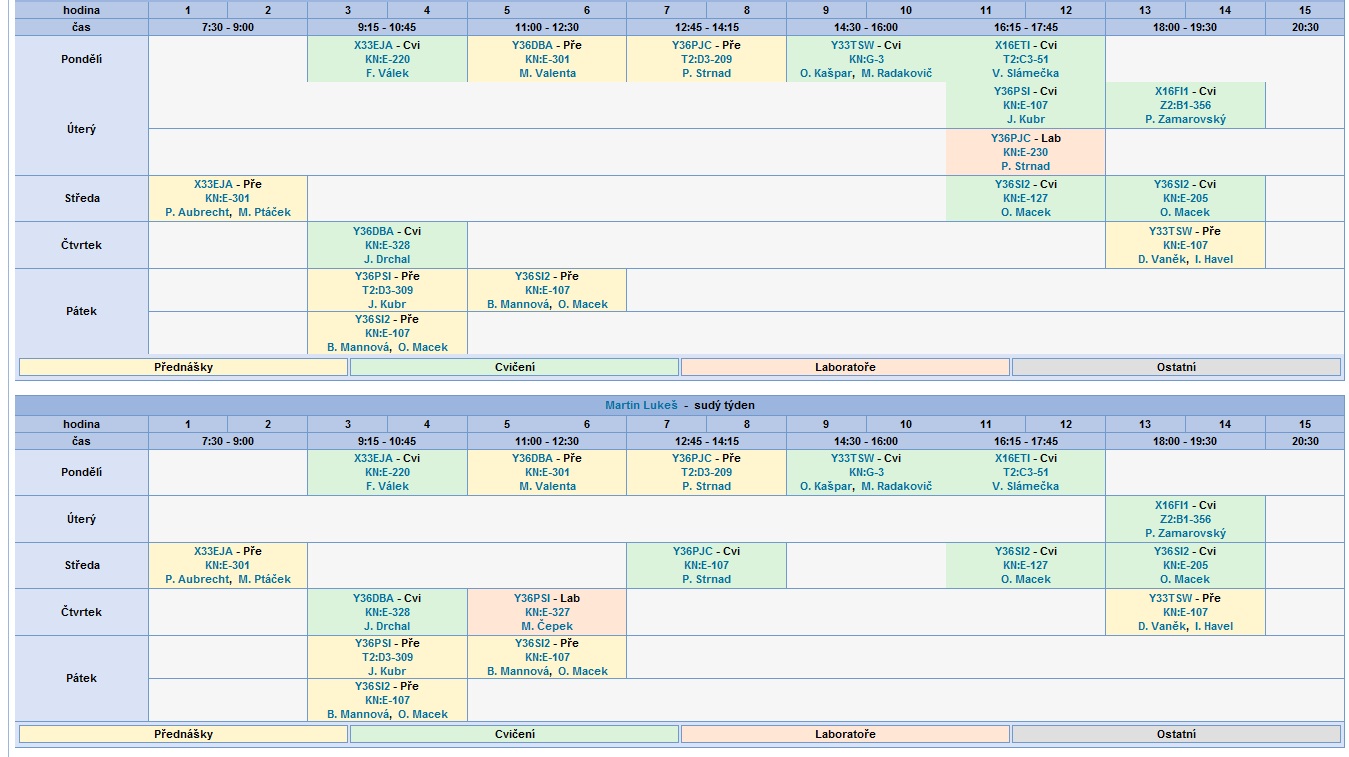 hodina 1 2 3 4 5 6 7 8 9 10 11 12 13 14 15
čas 7:30 - 9:00 9:15 - 10:45 11:00 - 12:30 12:45 - 14:15 14:30 - 16:00 16:15 - 17:45 18:00 - 19:30 20:30
X33EJA - Cvi Y36DBA - Pře Y36PJC - Pře Y33TSW - Cvi X16ETI - Cvi
Pondělí KN:E-220 KN:E-301 T2:D3-209 KN:G-3 T2:C3-51
F. Válek M. Valenta P. Strnad O. Kašpar, M. Radakovič V. Slámečka
Y36PSI - Cvi X16FI1 - Cvi
KN:E-107 Z2:B1-356
J. Kubr P. Zamarovský
Úterý
Y36PJC - Lab
KN:E-230
P. Strnad
X33EJA - Pře Y36SI2 - Cvi Y36SI2 - Cvi
Středa KN:E-301 KN:E-127 KN:E-205
P. Aubrecht, M. Ptáček O. Macek O. Macek
Y36DBA - Cvi Y33TSW - Pře
Čtvrtek KN:E-328 KN:E-107
J. Drchal D. Vaněk, I. Havel
Y36PSI - Pře Y36SI2 - Pře
T2:D3-309 KN:E-107
J. Kubr B. Mannová, O. Macek
Pátek
Y36SI2 - Pře
KN:E-107
B. Mannová, O. Macek
Přednášky Cvičení Laboratoře Ostatní
Martin Lukeš - sudý týden
hodina 1 2 3 4 5 6 7 8 9 10 11 12 13 14 15
čas 7:30 - 9:00 9:15 - 10:45 11:00 - 12:30 12:45 - 14:15 14:30 - 16:00 16:15 - 17:45 18:00 - 19:30 20:30
X33EJA - Cvi Y36DBA - Pře Y36PJC - Pře Y33TSW - Cvi X16ETI - Cvi
Pondělí KN:E-220 KN:E-301 T2:D3-209 KN:G-3 T2:C3-51
F. Válek M. Valenta P. Strnad O. Kašpar, M. Radakovič V. Slámečka
X16FI1 - Cvi
Úterý Z2:B1-356
P. Zamarovský
X33EJA - Pře Y36PJC - Cvi Y36SI2 - Cvi Y36SI2 - Cvi
Středa KN:E-301 KN:E-107 KN:E-127 KN:E-205
P. Aubrecht, M. Ptáček P. Strnad O. Macek O. Macek
Y36DBA - Cvi Y36PSI - Lab Y33TSW - Pře
Čtvrtek KN:E-328 KN:E-327 KN:E-107
J. Drchal M. Čepek D. Vaněk, I. Havel
Y36PSI - Pře Y36SI2 - Pře
T2:D3-309 KN:E-107
J. Kubr B. Mannová, O. Macek
Pátek
Y36SI2 - Pře
KN:E-107
B. Mannová, O. Macek
Přednášky Cvičení Laboratoře Ostatní